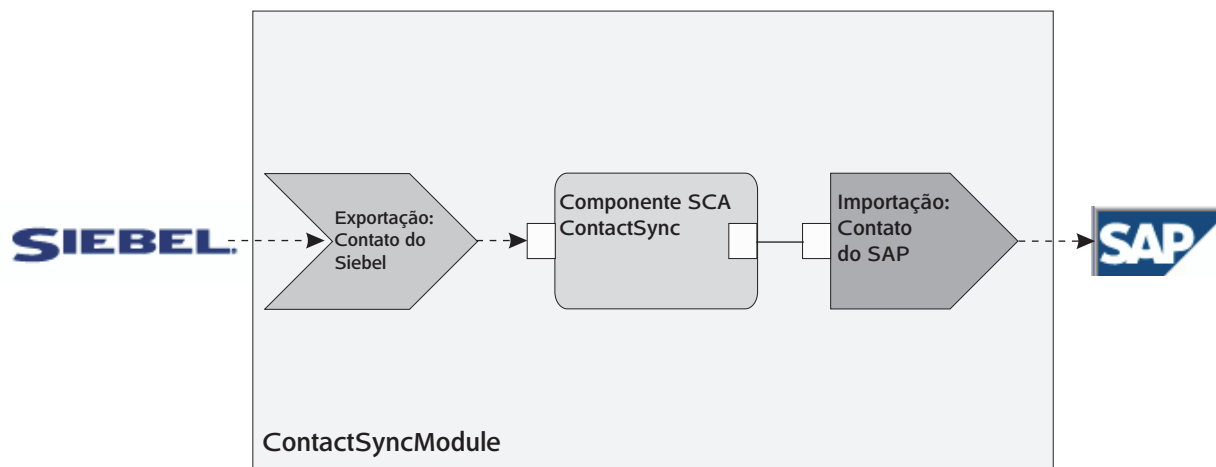 SIEBEL.
Exportação:
Contato do
Siebel
Componente SCA
ContactSync
Importação:
Contato
do SAP
SAP
ContactSyncModule